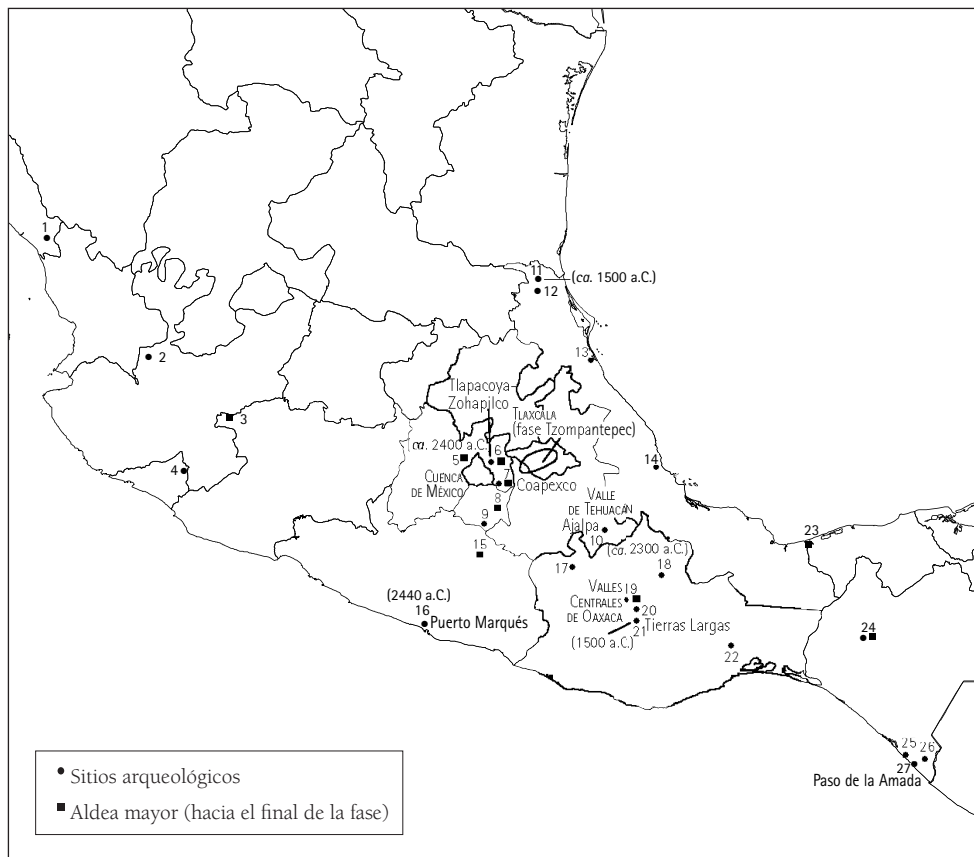 1
11
(ca. 1500 a.C.)
12
2
13
Tlapacoya-
Zohapilco
Tlaxcala
(fase Tzompantepec)
3
(ca. 2400 a.C.)
5
6
4
14
7
Cuenca
de México
Coapexco
8
Valle
de Tehuacán
9
Ajalpa
10
23
15
(ca. 2300 a.C.)
17
18
(2440 a.C.)
16
Puerto Marqués
Valles
Centrales
de Oaxaca
19
20
21
Tierras Largas
(1500 a.C.)
24
22
25
26
27
Paso de la Amada
Sitios arqueológicos
Aldea mayor (hacia el final de la fase)